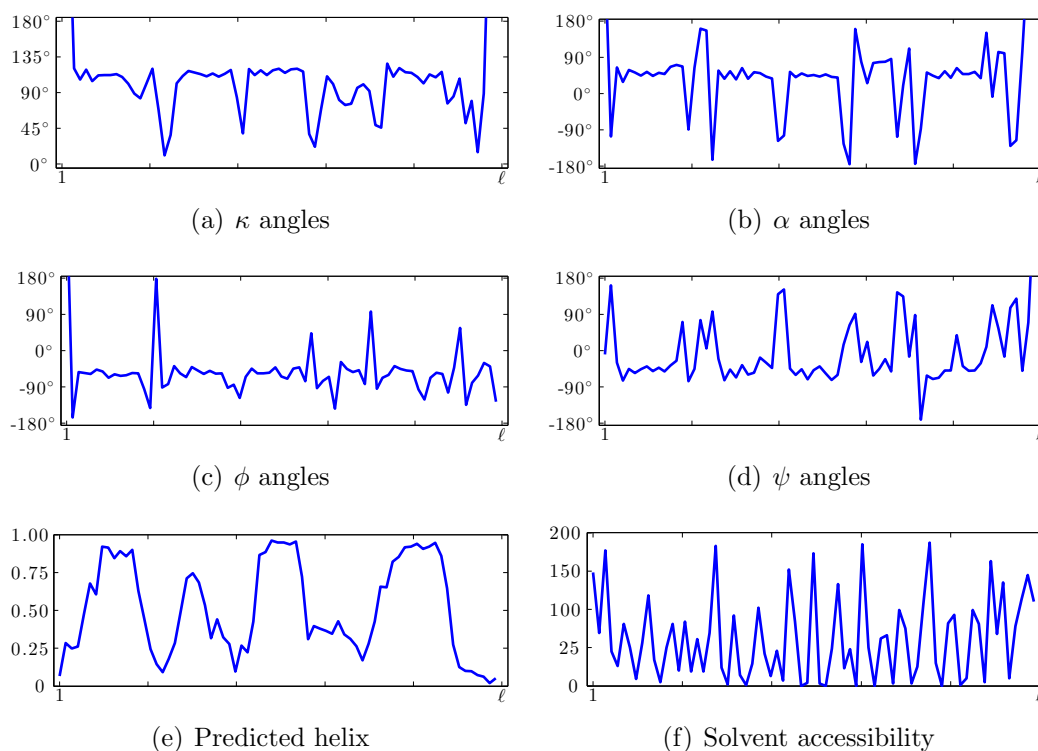 180° 180°
135° 90°
90° 0°
45° -90°
0° -180°
1 ℓ 1
(a) κ angles (b) α angles
180° 180°
90° 90°
0° 0°
-90° -90°
-180° -180°
1 ℓ 1
(c) φ angles (d) ψ angles
1.00 200
0.75 150
0.50 100
0.25 25
0 0
1 ℓ 1
(e) Predicted helix (f) Solvent accessibility